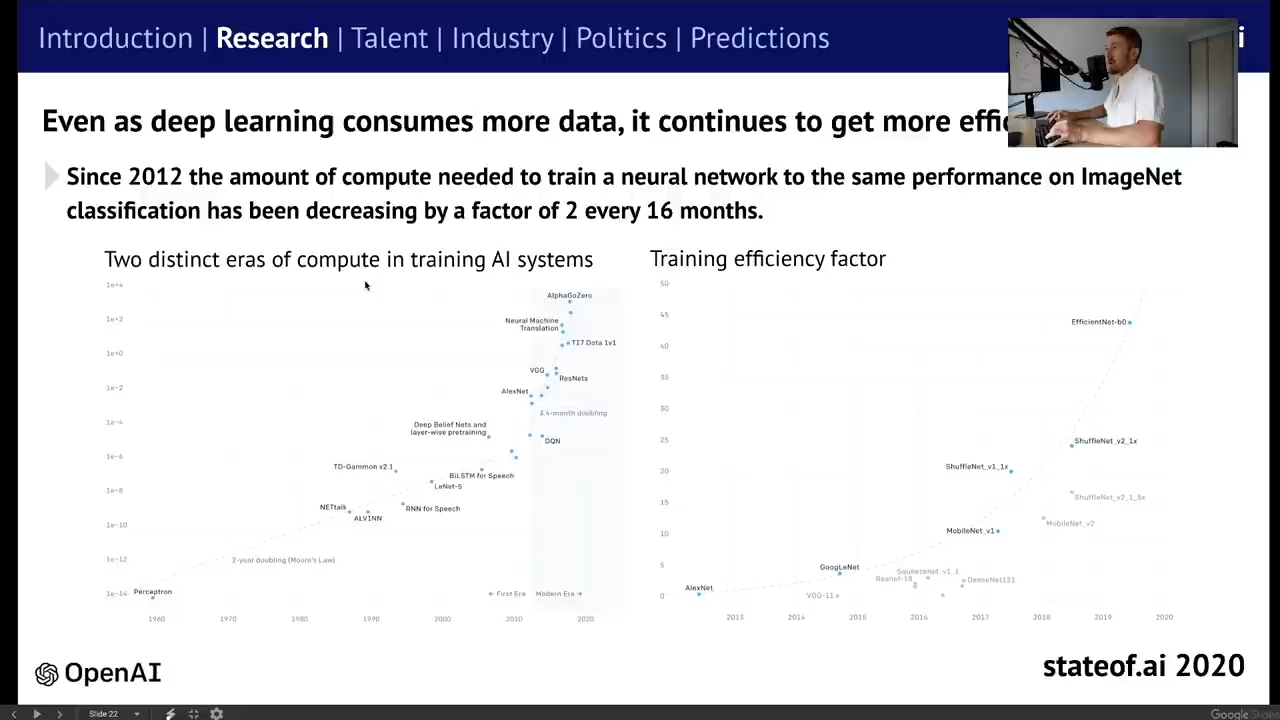 Introduction | Research | Talent | Industry | Politics | Predictions
i
Even as deep learning consumes more data, it continues to get more effic
Since 2012 the amount of compute needed to train a neural network to the same performance on ImageNet
classification has been decreasing by a factor of 2 every 16 months.
Two distinct eras of compute in training AI systems
1e+4
1e+2
1e+0
1e-2
1e-4
1e-6
1e-8
1e-10
1e-12
1e-14
AlphaGoZero
Neural Machine
Translation
TI7 Dota 1v1
VGG
ResNets
AlexNet
3.4-month doubling
Deep Belief Nets and
layer-wise pretraining
DQN
TD-Gammon v2.1
BiLSTM for Speech
LeNet-5
NETtalk
ALVINN
RNN for Speech
2-year doubling (Moore's Law)
Perceptron
← First Era
Modern Era →
1960 1970 1980 1990 2000 2010 2020
Training efficiency factor
50
45
40
35
30
25
20
15
10
5
0
EfficientNet-b0
ShuffleNet_v2_1x
ShuffleNet_v1_1x
ShuffleNet_v2_1_5x
MobileNet_v2
MobileNet_v1
GoogLeNet
Squeezenet_v1_1
Resnet-18
DenseNet121
AlexNet
VGG-11
2013 2014 2015 2016 2017 2018 2019 2020
OpenAI
stateof.ai 2020
Slide 22
Google Slides